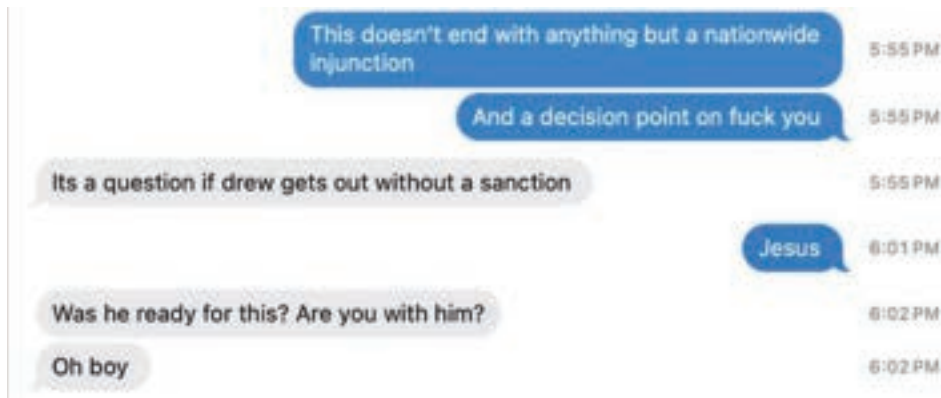 This doesn't end with anything but a nationwide
injunction
5:55 PM
And a decision point on fuck you
5:55 PM
Its a question if drew gets out without a sanction
5:55 PM
Jesus
6:01 PM
Was he ready for this? Are you with him?
6:02 PM
Oh boy
6:02 PM